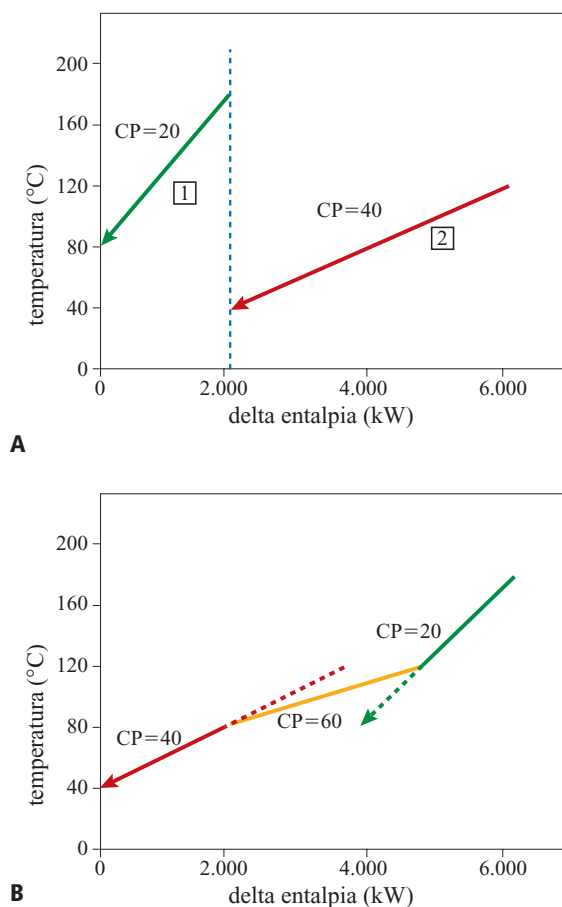 200
160
120
80
40
0
temperatura (°C)
CP=20
1
CP=40
2
0
2.000
4.000
6.000
delta entalpia (kW)
A
200
160
120
80
40
0
temperatura (°C)
CP=20
CP=60
CP=40
0
2.000
4.000
6.000
delta entalpia (kW)
B